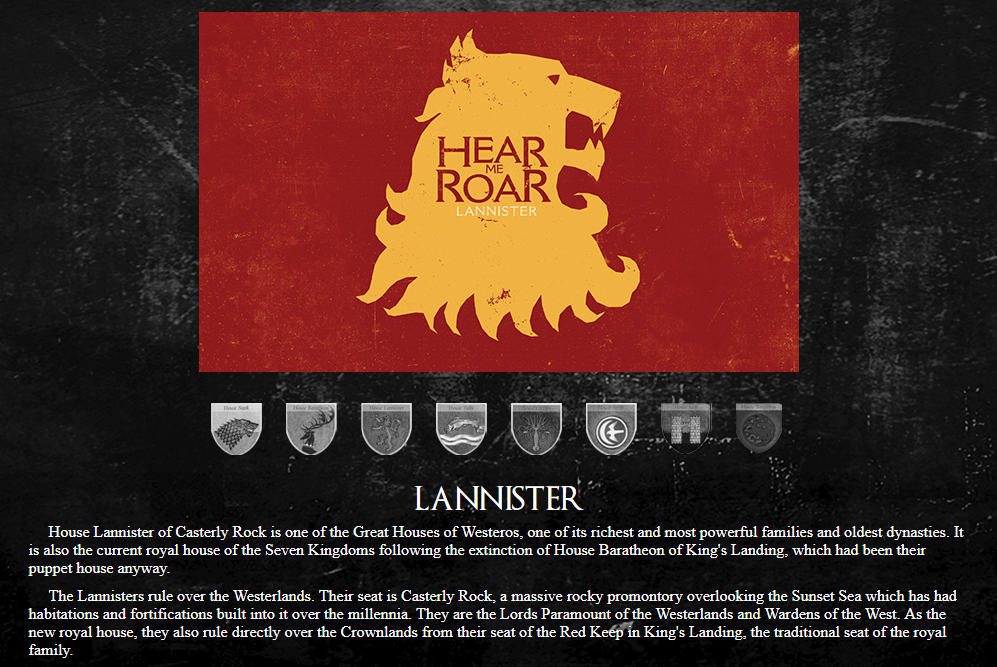 HEAR
ME
ROAR
LANNISTER
House Stark House Baratheon House Lannister House Tully
LANNISTER
House Lannister of Casterly Rock is one of the Great Houses of Westeros, one of its richest and most powerful families and oldest dynasties. It
is also the current royal house of the Seven Kingdoms following the extinction of House Baratheon of King's Landing, which had been their
puppet house anyway.
The Lannisters rule over the Westerlands. Their seat is Casterly Rock, a massive rocky promontory overlooking the Sunset Sea which has had
habitations and fortifications built into it over the millennia. They are the Lords Paramount of the Westerlands and Wardens of the West. As the
new royal house, they also rule directly over the Crownlands from their seat of the Red Keep in King's Landing, the traditional seat of the royal
family.